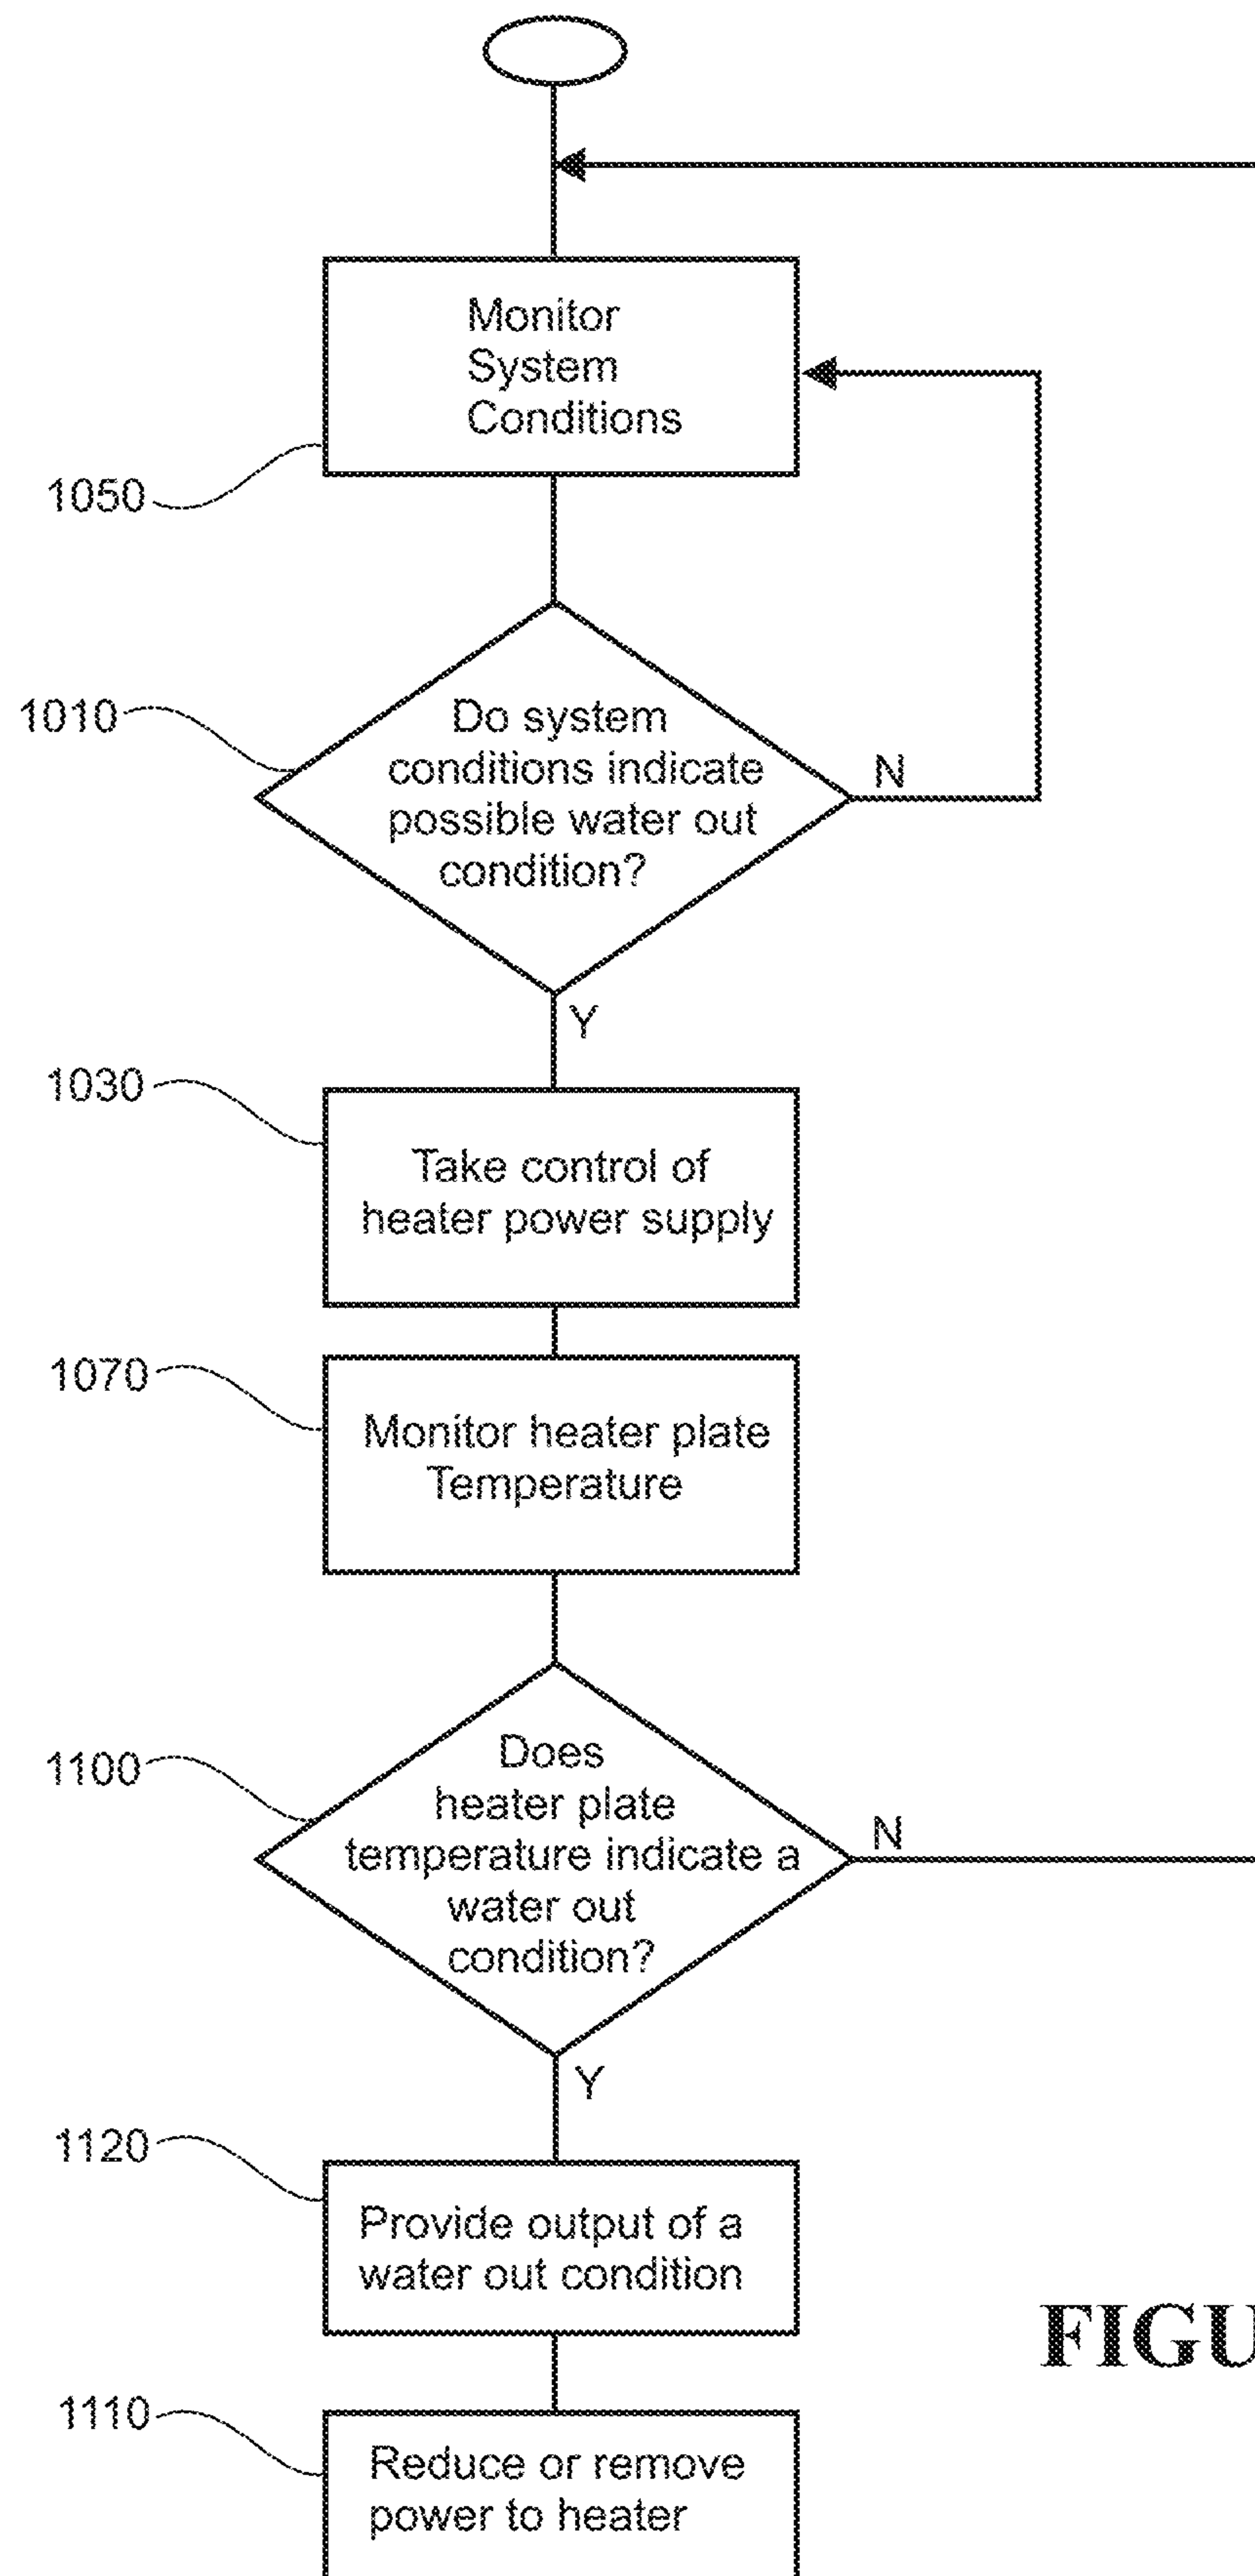 Monitor
System
Conditions
1050
1010
Do system
conditions indicate
possible water out
condition?
N
Y
1030
Take control of
heater power supply
1070
Monitor heater plate
Temperature
1100
Does
heater plate
temperature indicate a
water out
condition?
N
Y
1120
Provide output of a
water out condition
FIGU
1110
Reduce or remove
power to heater